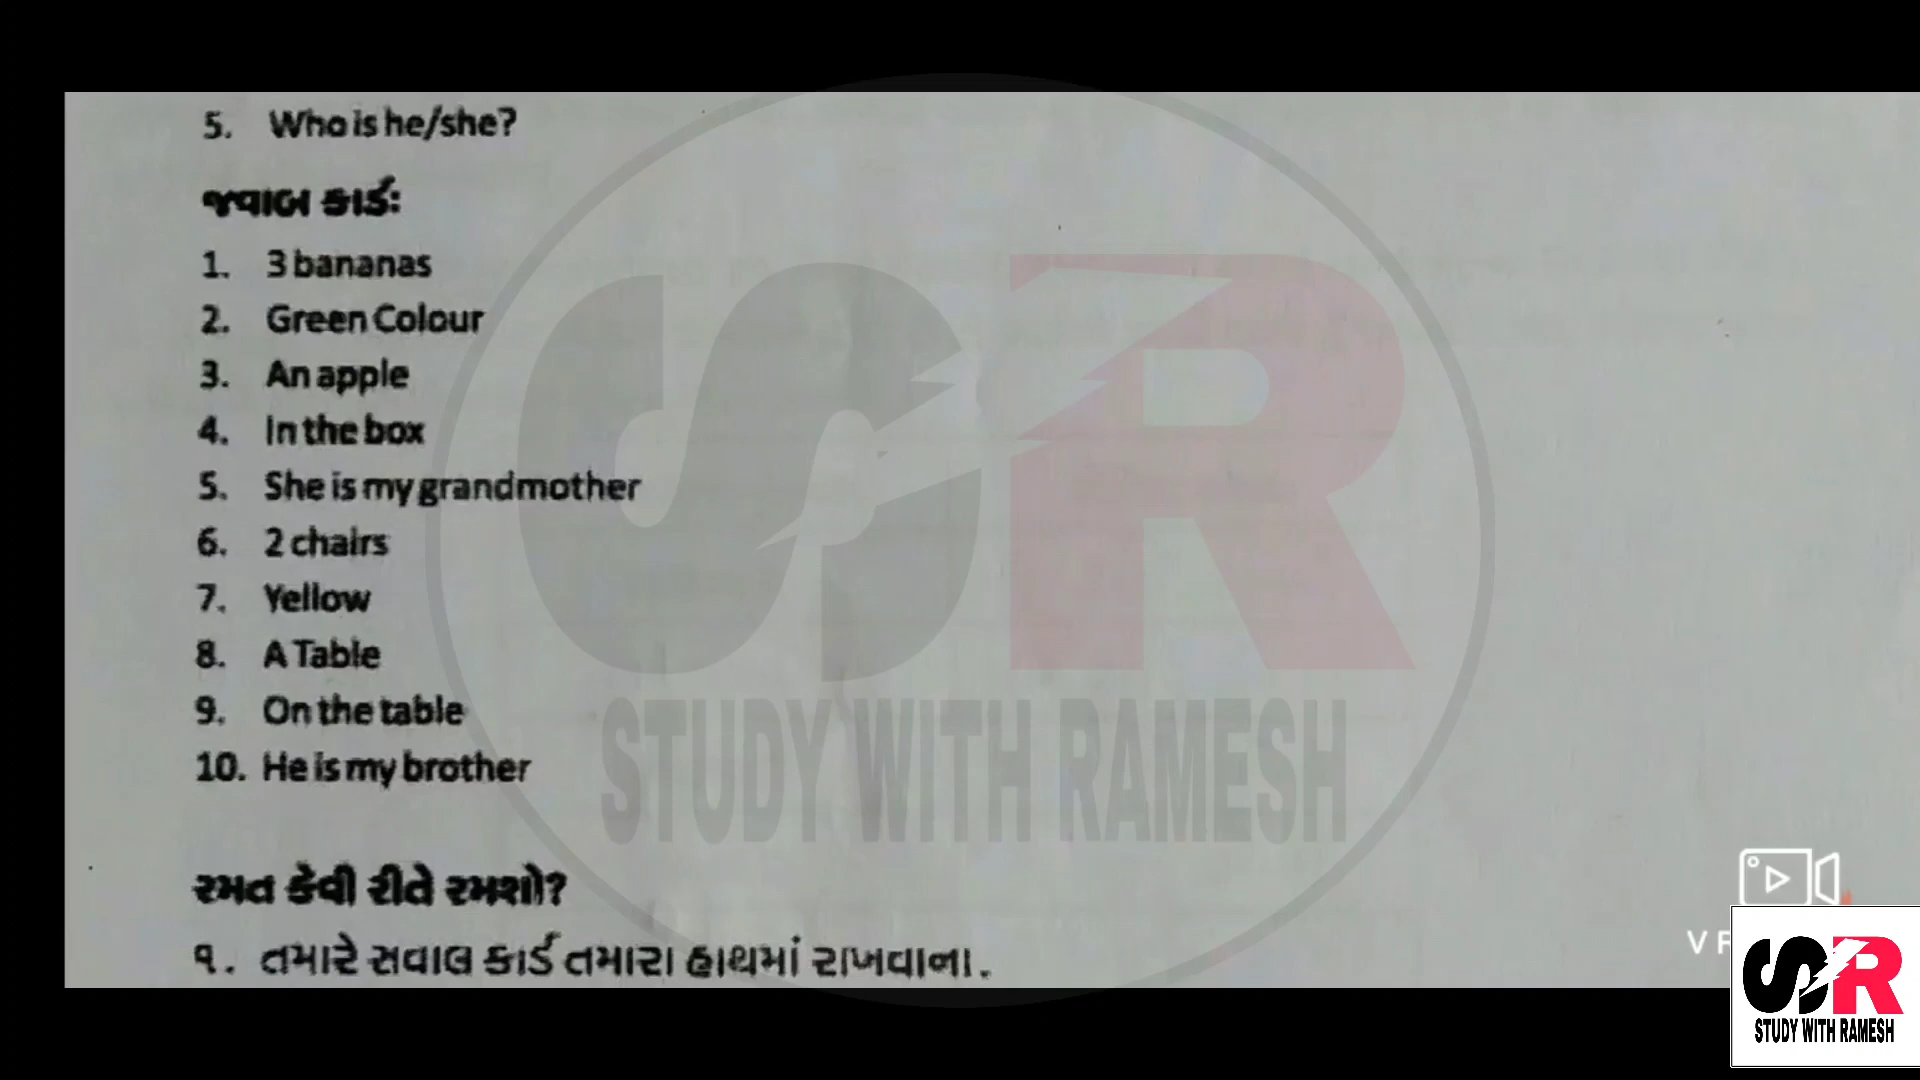 5. Who is he/she?
જવાબ કાર્ડ:
1. 3 bananas
2. Green Colour
3. An apple
4. In the box
5. She is my grandmother
6. 2 chairs
7. Yellow
8. A Table
9. On the table
10. He is my brother
STUDY WITH RAMESH
રમત કેવી રીતે રમશો?
૧. તમારે સવાલ કાર્ડ તમારા હાથમાં રાખવાના.
SR
STUDY WITH RAMESH